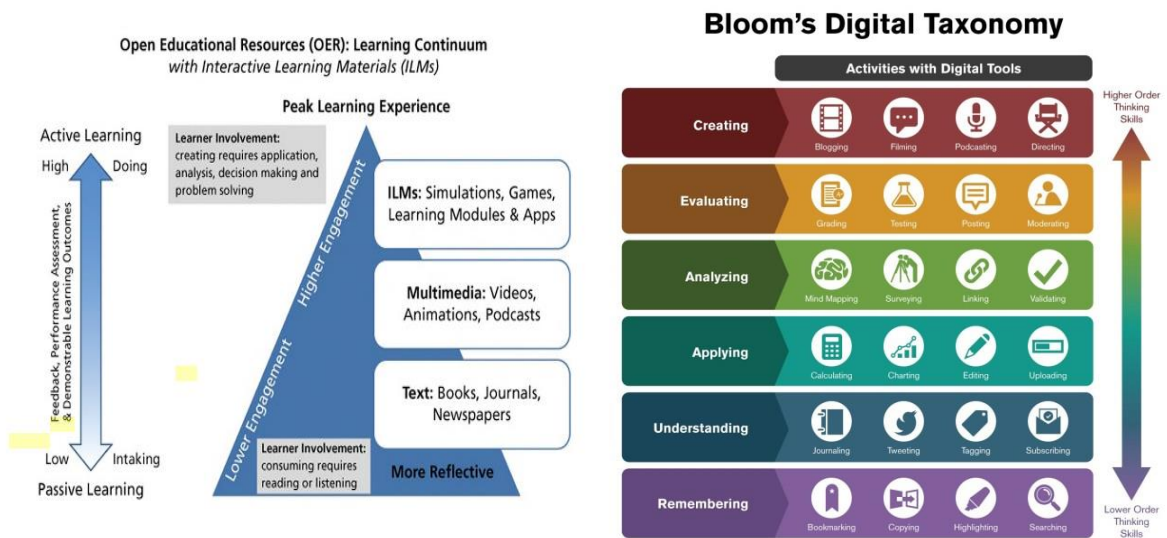 Open Educational Resources (OER): Learning Continuum
with Interactive Learning Materials (ILMs)
Peak Learning Experience
Active Learning
High
Doing
Feedback, Performance Assessment,
& Demonstrable Learning Outcomes
Low
Intaking
Passive Learning
Learner Involvement:
creating requires application,
analysis, decision making and
problem solving
Higher Engagement
Lower Engagement
ILMs: Simulations, Games,
Learning Modules & Apps
Multimedia: Videos,
Animations, Podcasts
Text: Books, Journals,
Newspapers
Learner Involvement:
consuming requires
reading or listening
More Reflective
Bloom's Digital Taxonomy
Activities with Digital Tools
Creating
Blogging
Filming
Podcasting
Directing
Evaluating
Grading
Testing
Posting
Moderating
Analyzing
Mind Mapping
Surveying
Linking
Validating
Applying
Calculating
Charting
Editing
Uploading
Understanding
Journaling
Tweeting
Tagging
Subscribing
Remembering
Bookmarking
Copying
Highlighting
Searching
Higher Order
Thinking
Skills
Lower Order
Thinking
Skills